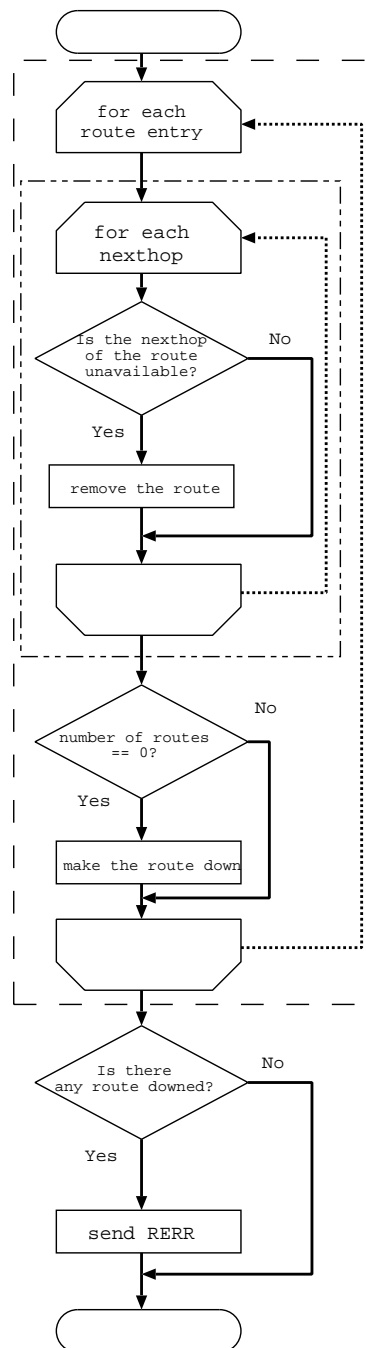 for each
route entry
for each
nexthop
Is the nexthop
of the route
unavailable?
No
Yes
remove the route
No
number of routes
== 0?
Yes
make the route down
No
Is there
any route downed?
Yes
send RERR